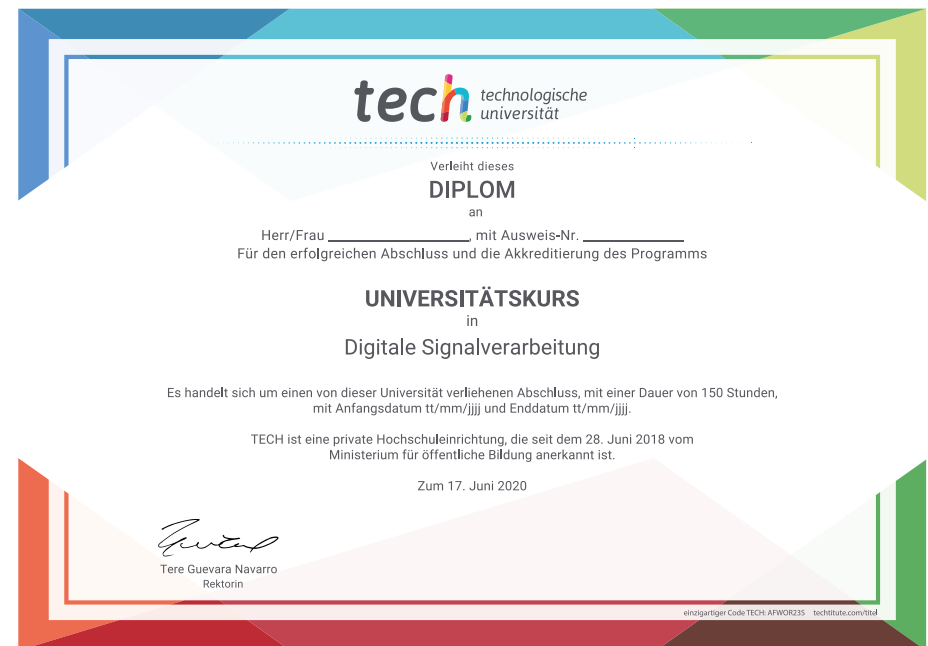 tech technologische
universität
Verleiht dieses
DIPLOM
an
Herr/Frau ____________________, mit Ausweis-Nr. ______________
Für den erfolgreichen Abschluss und die Akkreditierung des Programms
UNIVERSITÄTSKURS
in
Digitale Signalverarbeitung
Es handelt sich um einen von dieser Universität verliehenen Abschluss, mit einer Dauer von 150 Stunden,
mit Anfangsdatum tt/mm/jjjj und Enddatum tt/mm/jjjj.
TECH ist eine private Hochschuleinrichtung, die seit dem 28. Juni 2018 vom
Ministerium für öffentliche Bildung anerkannt ist.
Zum 17. Juni 2020
Tere Guevara Navarro
Rektorin
einzigartiger Code TECH: AFWOR23S techtitute.com/titel